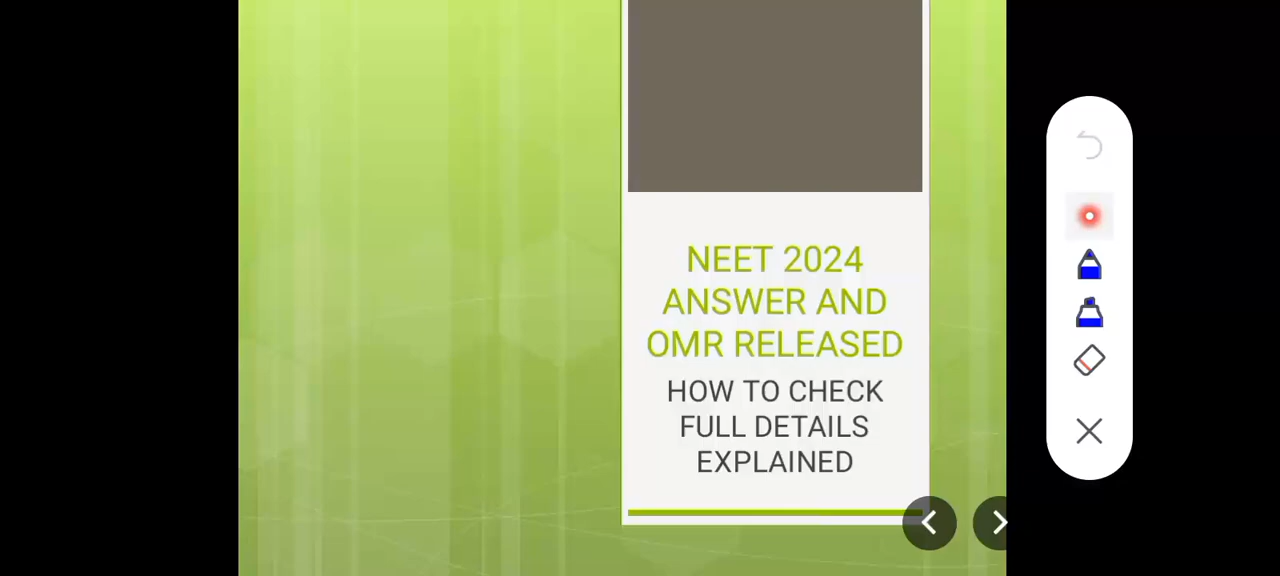 NEET 2024
ANSWER AND
OMR RELEASED
HOW TO CHECK
FULL DETAILS
EXPLAINED